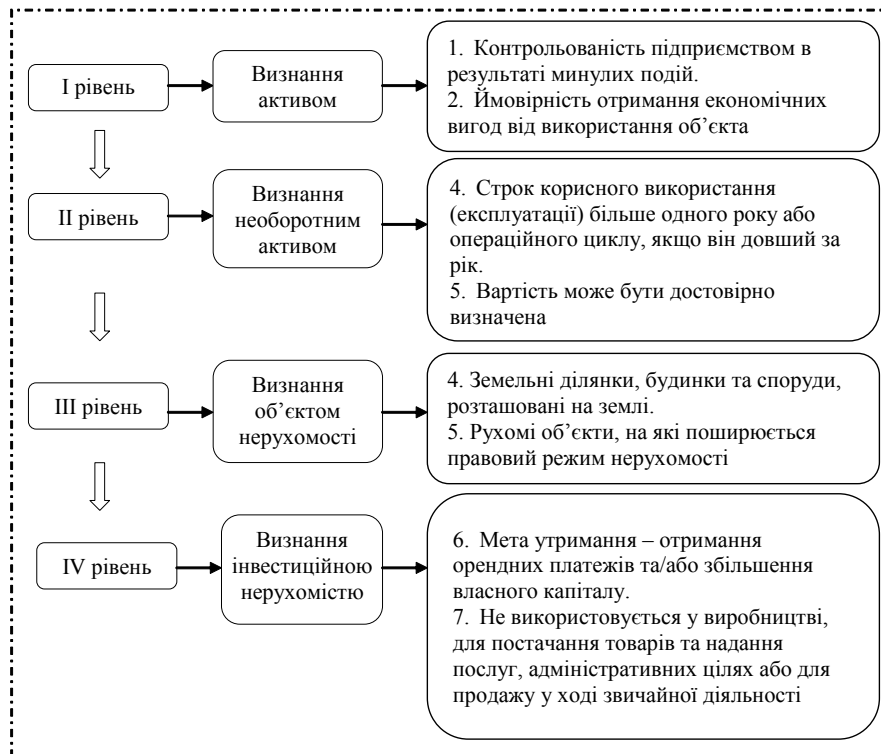 I рівень
Визнання
активом
1. Контрольованість підприємством в
результаті минулих подій.
2. Ймовірність отримання економічних
вигод від використання об’єкта
II рівень
Визнання
необоротним
активом
4. Строк корисного використання
(експлуатації) більше одного року або
операційного циклу, якщо він довший за
рік.
5. Вартість може бути достовірно
визначена
III рівень
Визнання
об’єктом
нерухомості
4. Земельні ділянки, будинки та споруди,
розташовані на землі.
5. Рухомі об’єкти, на які поширюється
правовий режим нерухомості
IV рівень
Визнання
інвестиційною
нерухомістю
6. Мета утримання – отримання
орендних платежів та/або збільшення
власного капіталу.
7. Не використовується у виробництві,
для постачання товарів та надання
послуг, адміністративних цілях або для
продажу у ході звичайної діяльності